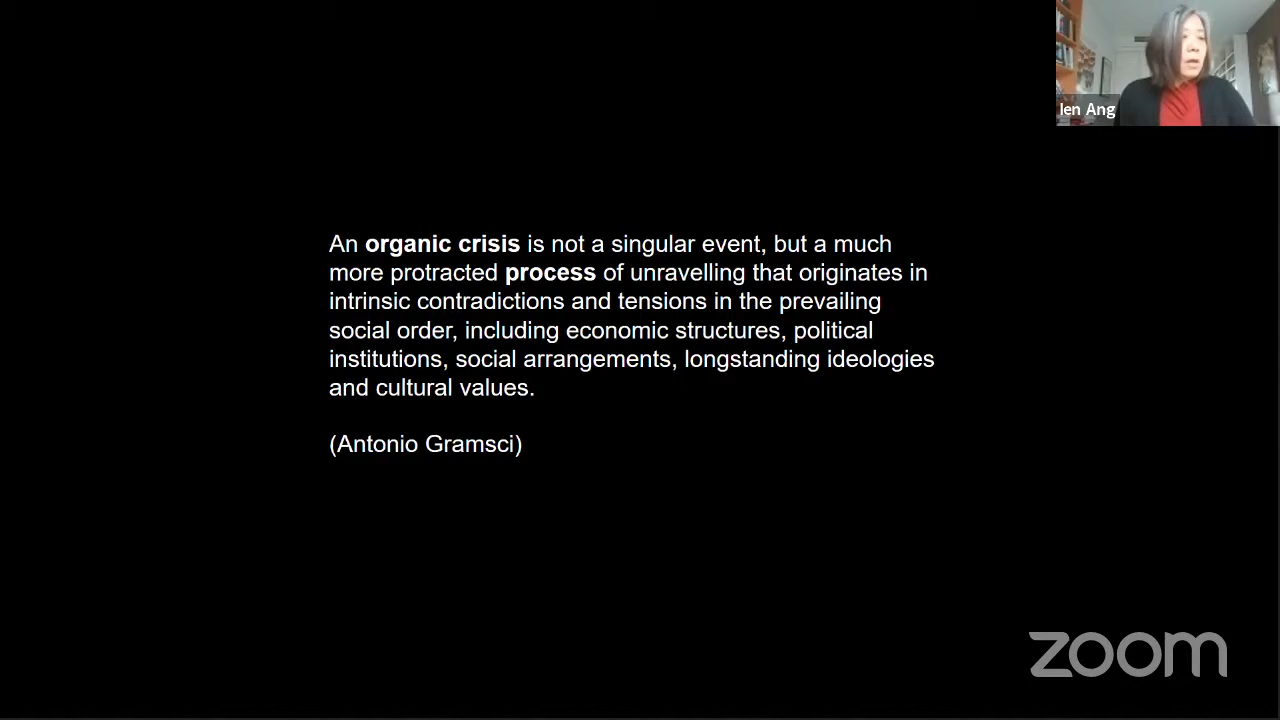 Ien Ang
An organic crisis is not a singular event, but a much
more protracted process of unravelling that originates in
intrinsic contradictions and tensions in the prevailing
social order, including economic structures, political
institutions, social arrangements, longstanding ideologies
and cultural values.
(Antonio Gramsci)
zoom